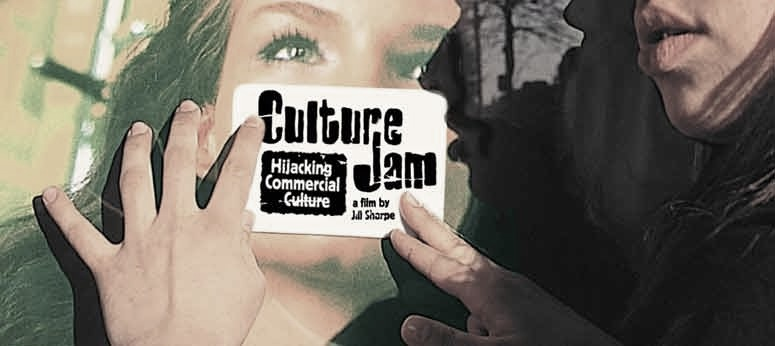 Culture
Jam
Hijacking
Commercial
Culture
a film by
Jill Sharpe